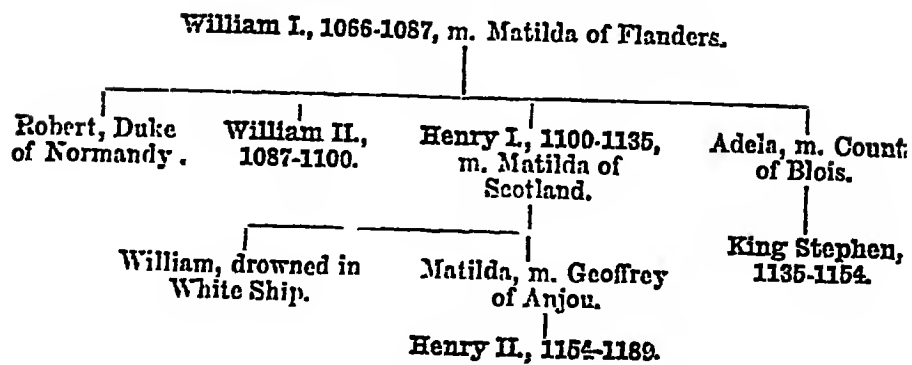 William I., 1066-1087, m. Matilda of Flanders.
Robert, Duke
of Normandy.
William II.,
1087-1100.
Henry I., 1100-1135,
m. Matilda of
Scotland.
Adela, m. Count
of Blois.
William, drowned in
White Ship.
Matilda, m. Geoffrey
of Anjou.
King Stephen,
1135-1154.
Henry II., 1154-1189.